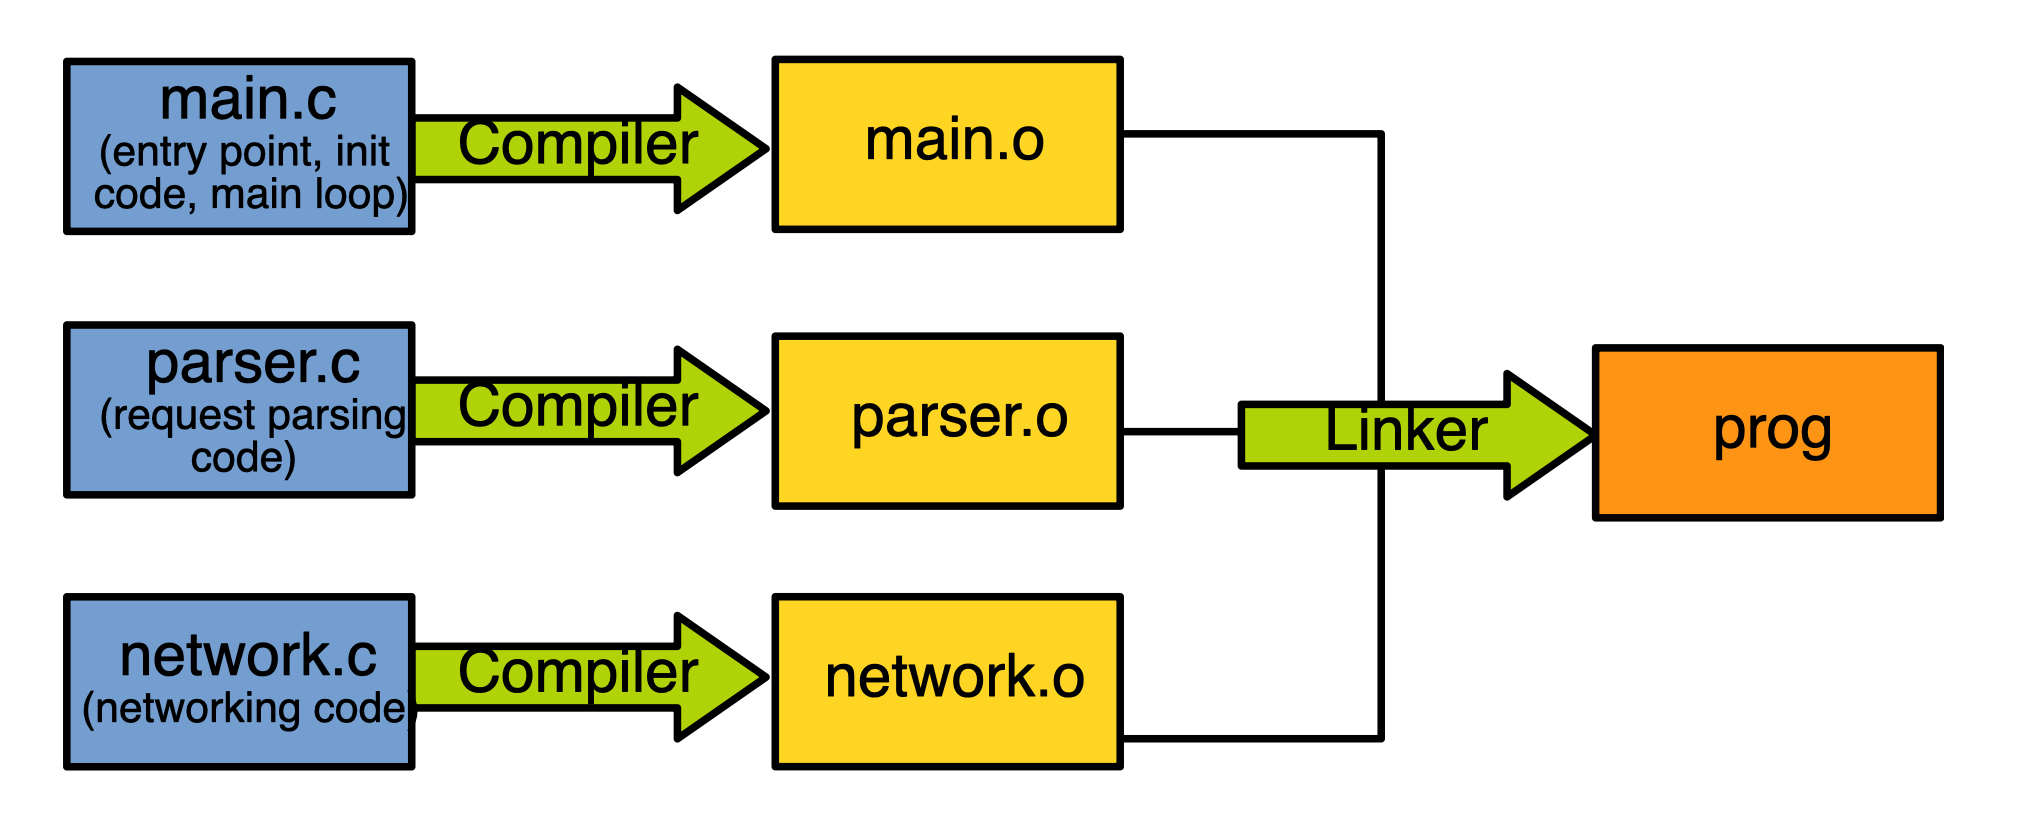 main.c
(entry point, init
code, main loop)
Compiler
main.o
parser.c
(request parsing
code)
Compiler
parser.o
Linker
prog
network.c
(networking code)
Compiler
network.o